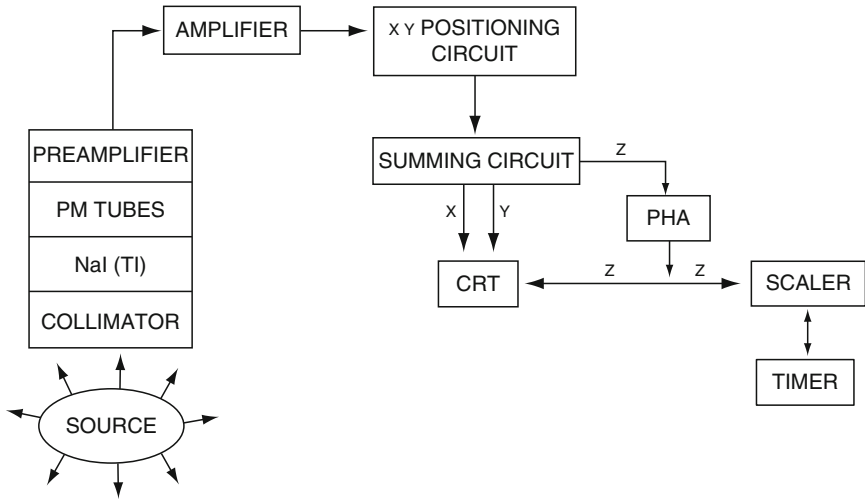 AMPLIFIER
X Y POSITIONING
CIRCUIT
PREAMPLIFIER
PM TUBES
NaI (Tl)
COLLIMATOR
SOURCE
SUMMING CIRCUIT
Z
X
Y
PHA
CRT
Z
Z
SCALER
TIMER